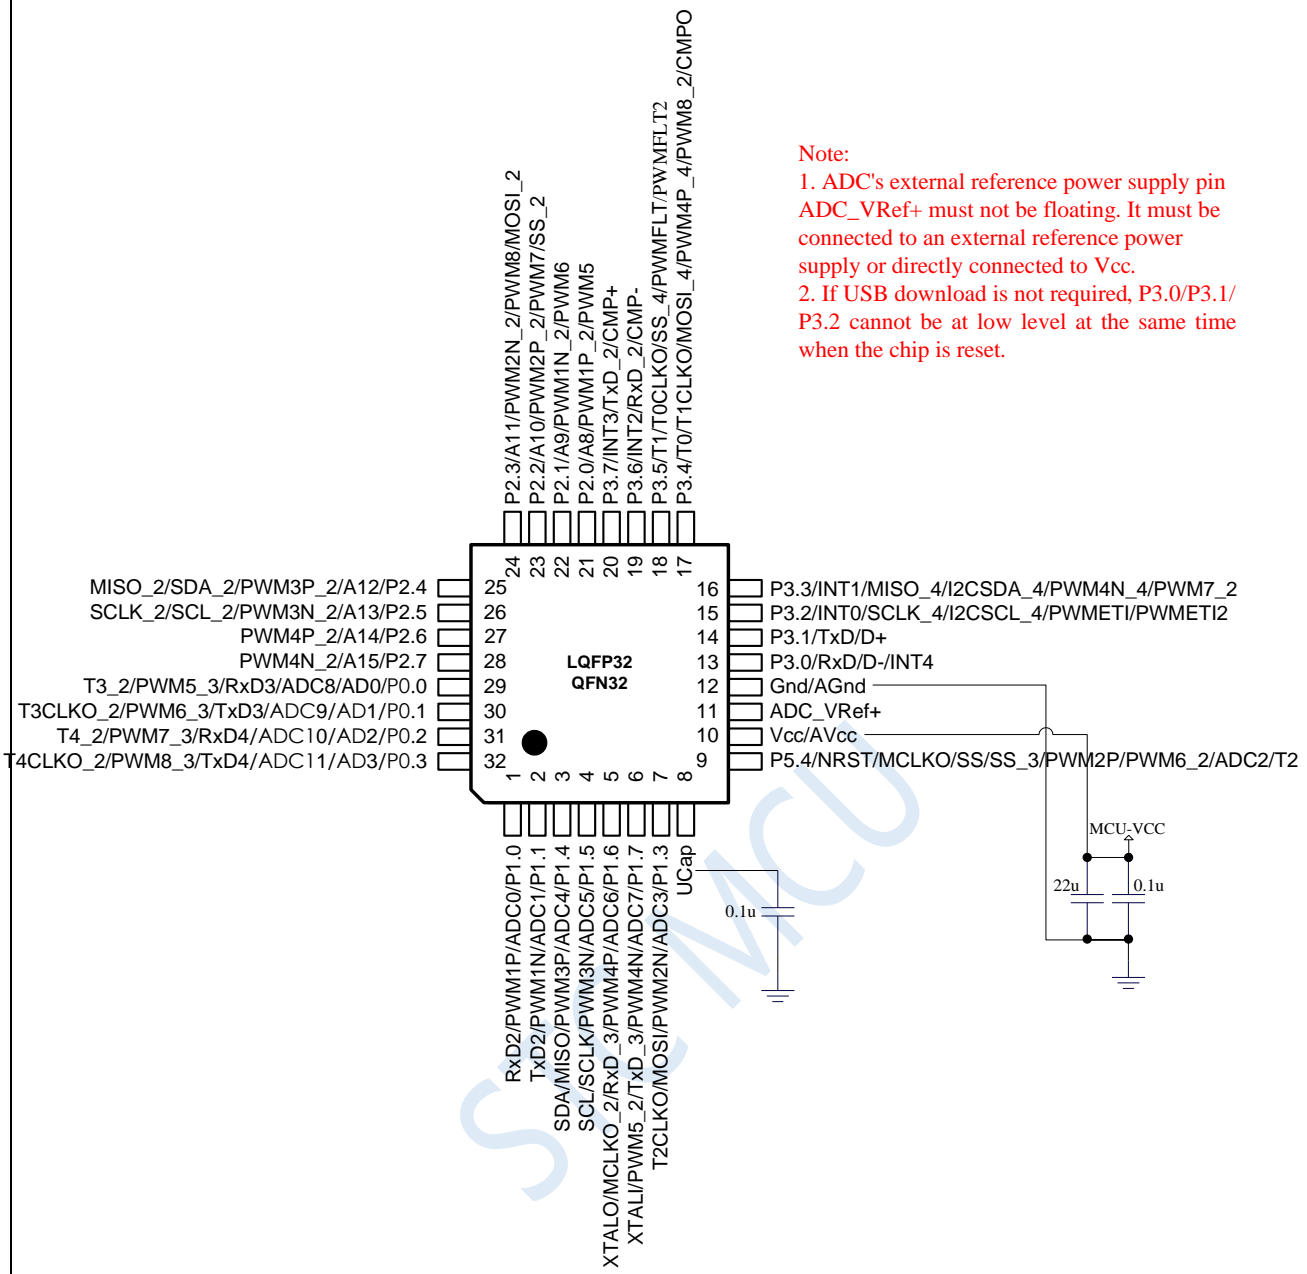 P2.3/A11/PWM2N_2/PWM8/MOSI_2
P2.2/A10/PWM2P_2/PWM7/SS_2
P2.1/A9/PWM1N_2/PWM6
P2.0/A8/PWM1P_2/PWM5
P3.7/INT3/TxD_2/CMP+
P3.6/INT2/RxD_2/CMP-
P3.5/T1/T0CLKO/SS_4/PWMFLT/PWMFLT2
P3.4/T0/T1CLKO/MOSI_4/PWM4P_4/PWM8_2/CMPO
Note:
1. ADC's external reference power supply pin
ADC_VRef+ must not be floating. It must be
connected to an external reference power
supply or directly connected to Vcc.
2. If USB download is not required, P3.0/P3.1/
P3.2 cannot be at low level at the same time
when the chip is reset.
24
23
22
21
20
19
18
17
MISO_2/SDA_2/PWM3P_2/A12/P2.4
SCLK_2/SCL_2/PWM3N_2/A13/P2.5
PWM4P_2/A14/P2.6
PWM4N_2/A15/P2.7
T3_2/PWM5_3/RxD3/ADC8/AD0/P0.0
T3CLKO_2/PWM6_3/TxD3/ADC9/AD1/P0.1
T4_2/PWM7_3/RxD4/ADC10/AD2/P0.2
T4CLKO_2/PWM8_3/TxD4/ADC11/AD3/P0.3
25
26
27
28
29
30
31
32
LQFP32
QFN32
16
15
14
13
12
11
10
9
P3.3/INT1/MISO_4/I2CSDA_4/PWM4N_4/PWM7_2
P3.2/INT0/SCLK_4/I2CSCL_4/PWMETI/PWMETI2
P3.1/TxD/D+
P3.0/RxD/D-/INT4
Gnd/AGnd
ADC_VRef+
Vcc/AVcc
P5.4/NRST/MCLKO/SS/SS_3/PWM2P/PWM6_2/ADC2/T2
1
2
3
4
5
6
7
8
RxD2/PWM1P/ADC0/P1.0
TxD2/PWM1N/ADC1/P1.1
SDA/MISO/PWM3P/ADC4/P1.4
SCL/SCLK/PWM3N/ADC5/P1.5
XTALO/MCLKO_2/RxD_3/PWM4P/ADC6/P1.6
XTALI/PWM5_2/TxD_3/PWM4N/ADC7/P1.7
T2CLKO/MOSI/PWM2N/ADC3/P1.3
UCap
0.1u
MCU-VCC
22u
0.1u
STC MCU